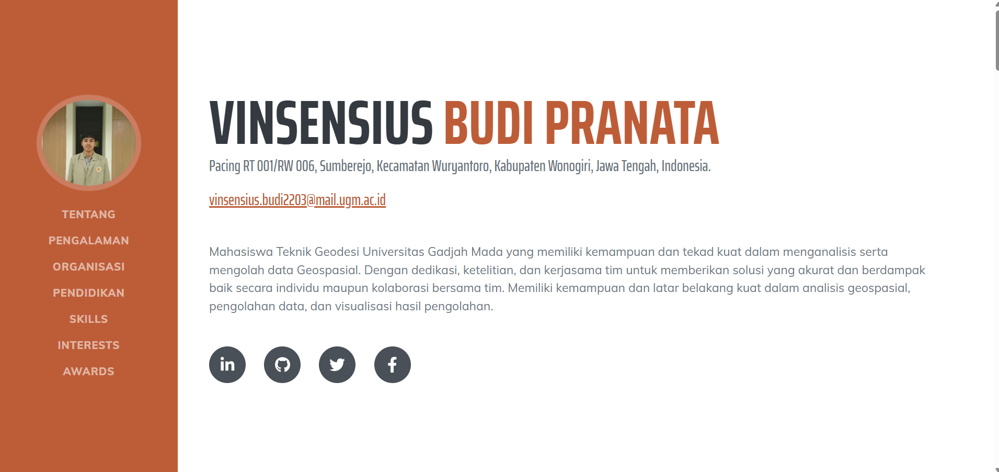 TENTANG
PENGALAMAN
ORGANISASI
PENDIDIKAN
SKILLS
INTERESTS
AWARDS
VINSENSIUS BUDI PRANATA
Pacing RT 001/RW 006, Sumberejo, Kecamatan Wuryantoro, Kabupaten Wonogiri, Jawa Tengah, Indonesia.
vinsensius.budi2203@mail.ugm.ac.id
Mahasiswa Teknik Geodesi Universitas Gadjah Mada yang memiliki kemampuan dan tekad kuat dalam menganalisis serta
mengolah data Geospasial. Dengan dedikasi, ketelitian, dan kerjasama tim untuk memberikan solusi yang akurat dan berdampak
baik secara individu maupun kolaborasi bersama tim. Memiliki kemampuan dan latar belakang kuat dalam analisis geospasial,
pengolahan data, dan visualisasi hasil pengolahan.